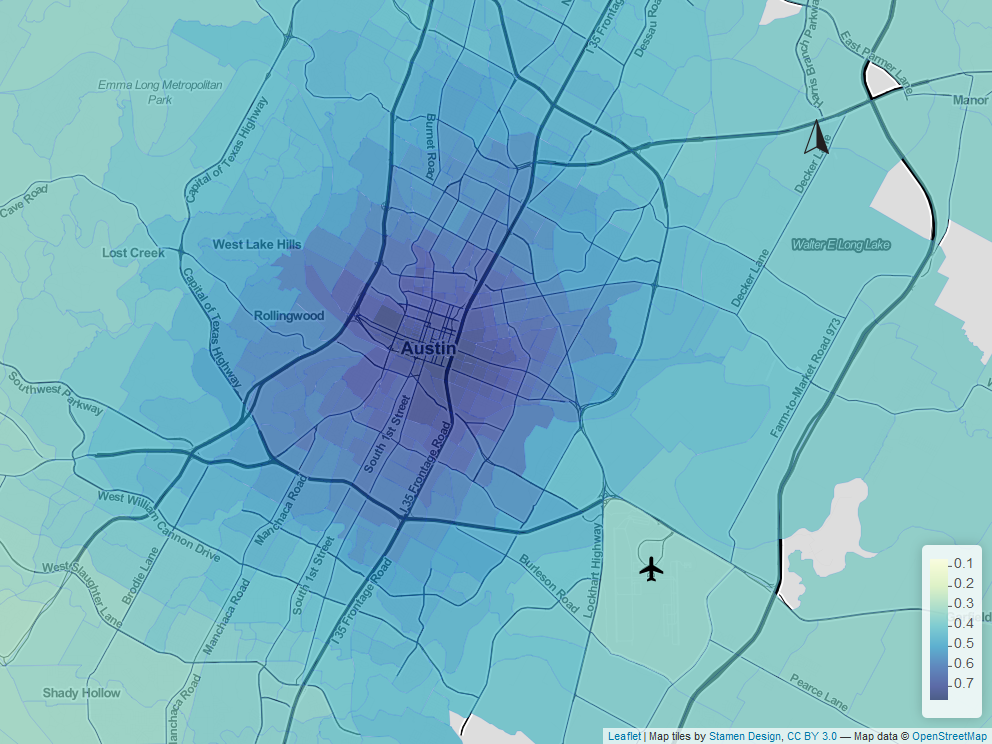 I 35 Frontage
Dessau Road
Harris Branch Parkway
East Parmer Lane
Emma Long Metropolitan
Park
Manor
Capital of Texas Highway
Burnet Road
Decker Lane
Cave Road
West Lake Hills
Lost Creek
Walter E Long Lake
Decker Lane
Capital of Texas Highway
Rollingwood
Austin
Farm-to-Market Road 973
Southwest Parkway
South 1st Street
I 35 Frontage Road
West William Cannon Drive
Manchaca Road
Lockhart Highway
Burleson Road
South 1st Street
I 35 Frontage Road
Brodie Lane
West Slaughter Lane
Manchaca Road
Shady Hollow
Manchaca Road
Pearce Lane
0.1
0.2
0.3
0.4
0.5
0.6
0.7
Leaflet | Map tiles by Stamen Design, CC BY 3.0 — Map data © OpenStreetMap